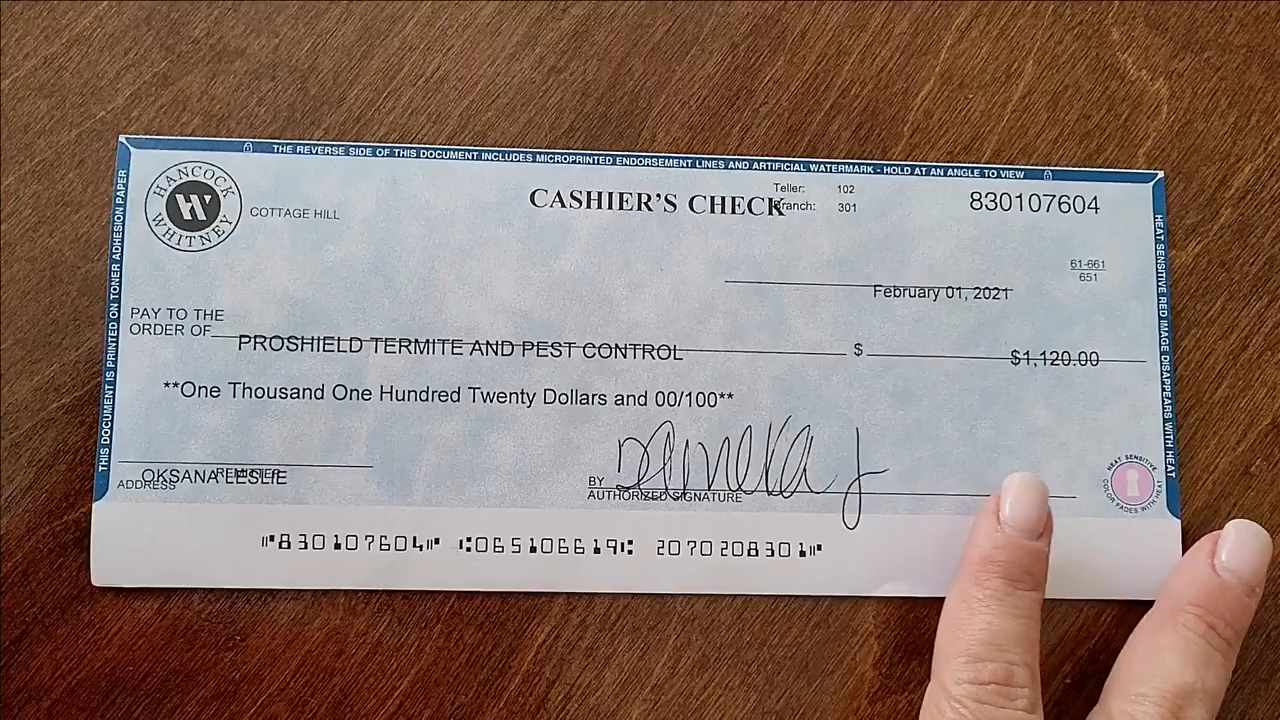 THE REVERSE SIDE OF THIS DOCUMENT INCLUDES MICROPRINTED ENDORSEMENT LINES AND ARTIFICIAL WATERMARK - HOLD AT AN ANGLE TO VIEW
THIS DOCUMENT IS PRINTED ON TONER ADHESION PAPER
HEAT SENSITIVE RED IMAGE DISAPPEARS WITH HEAT
HANCOCK WHITNEY
COTTAGE HILL
CASHIER'S CHECK
Teller: 102
Branch: 301
830107604
61-661
651
February 01, 2021
PAY TO THE
ORDER OF PROSHIELD TERMITE AND PEST CONTROL $ $1,120.00
**One Thousand One Hundred Twenty Dollars and 00/100**
REMITTER
OKSANA LESLIE
ADDRESS
BY
AUTHORIZED SIGNATURE
HEAT SENSITIVE
COLOR FADES WITH HEAT
⑈830107604⑈ ⑆065106619⑆ 2070208301⑈